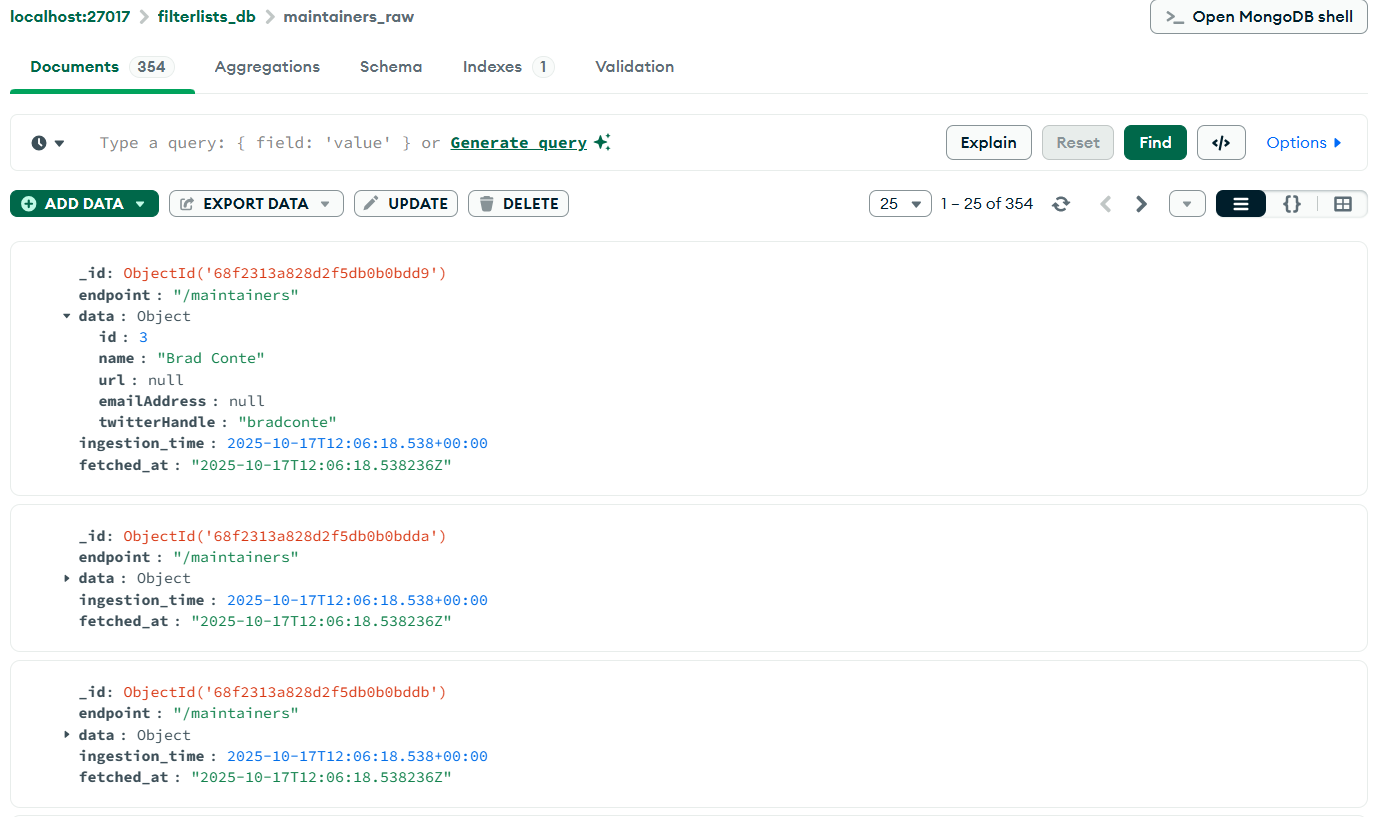 localhost:27017 > filterlists_db > maintainers_raw
>_ Open MongoDB shell
Documents 354 Aggregations Schema Indexes 1 Validation
Type a query: { field: 'value' } or Generate query
Explain Reset Find </> Options
ADD DATA EXPORT DATA UPDATE DELETE 25 1 – 25 of 354 {}
_id: ObjectId('68f2313a828d2f5db0b0bdd9')
endpoint : "/maintainers"
data : Object
id : 3
name : "Brad Conte"
url : null
emailAddress : null
twitterHandle : "bradconte"
ingestion_time : 2025-10-17T12:06:18.538+00:00
fetched_at : "2025-10-17T12:06:18.538236Z"
_id: ObjectId('68f2313a828d2f5db0b0bdda')
endpoint : "/maintainers"
data : Object
ingestion_time : 2025-10-17T12:06:18.538+00:00
fetched_at : "2025-10-17T12:06:18.538236Z"
_id: ObjectId('68f2313a828d2f5db0b0bddb')
endpoint : "/maintainers"
data : Object
ingestion_time : 2025-10-17T12:06:18.538+00:00
fetched_at : "2025-10-17T12:06:18.538236Z"